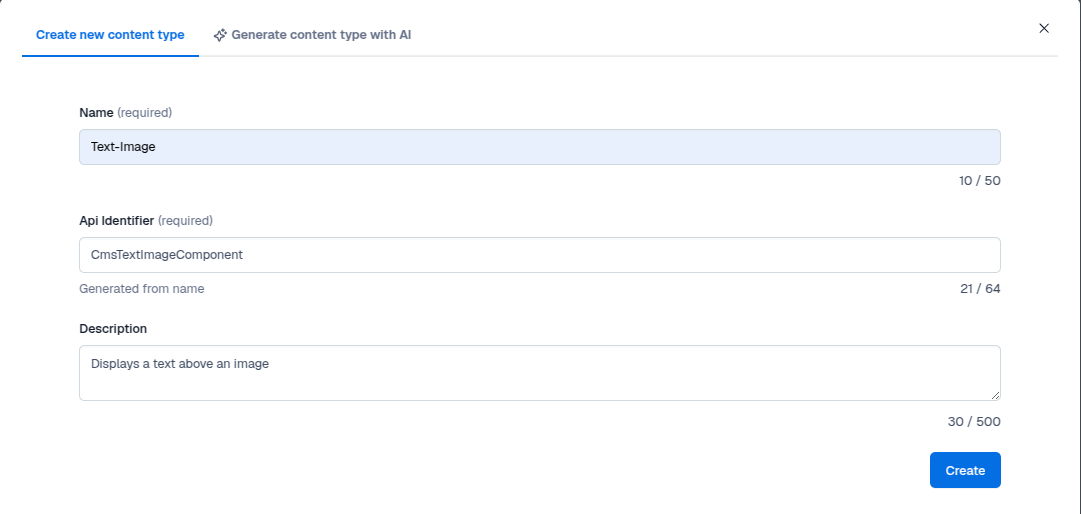 Create new content type
Generate content type with AI
Name (required)
Text-Image
10 / 50
Api Identifier (required)
CmsTextImageComponent
Generated from name
21 / 64
Description
Displays a text above an image
30 / 500
Create